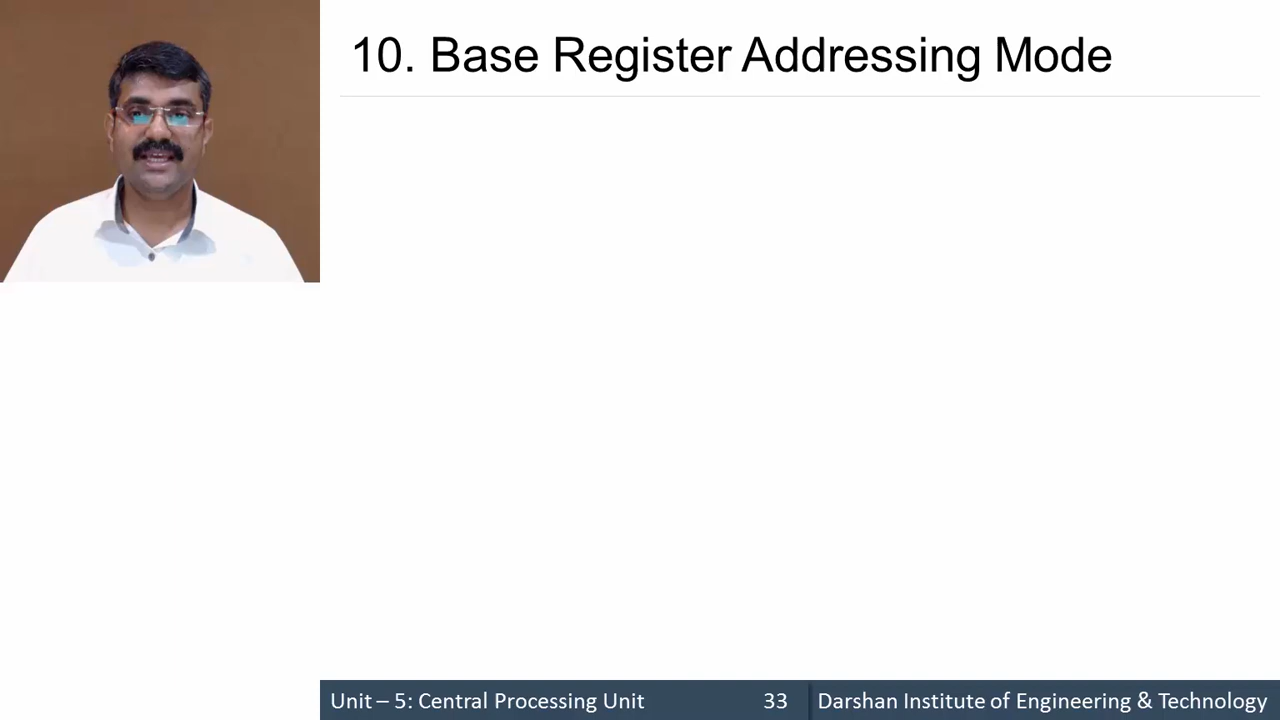 10. Base Register Addressing Mode
Unit – 5: Central Processing Unit 33 Darshan Institute of Engineering & Technology